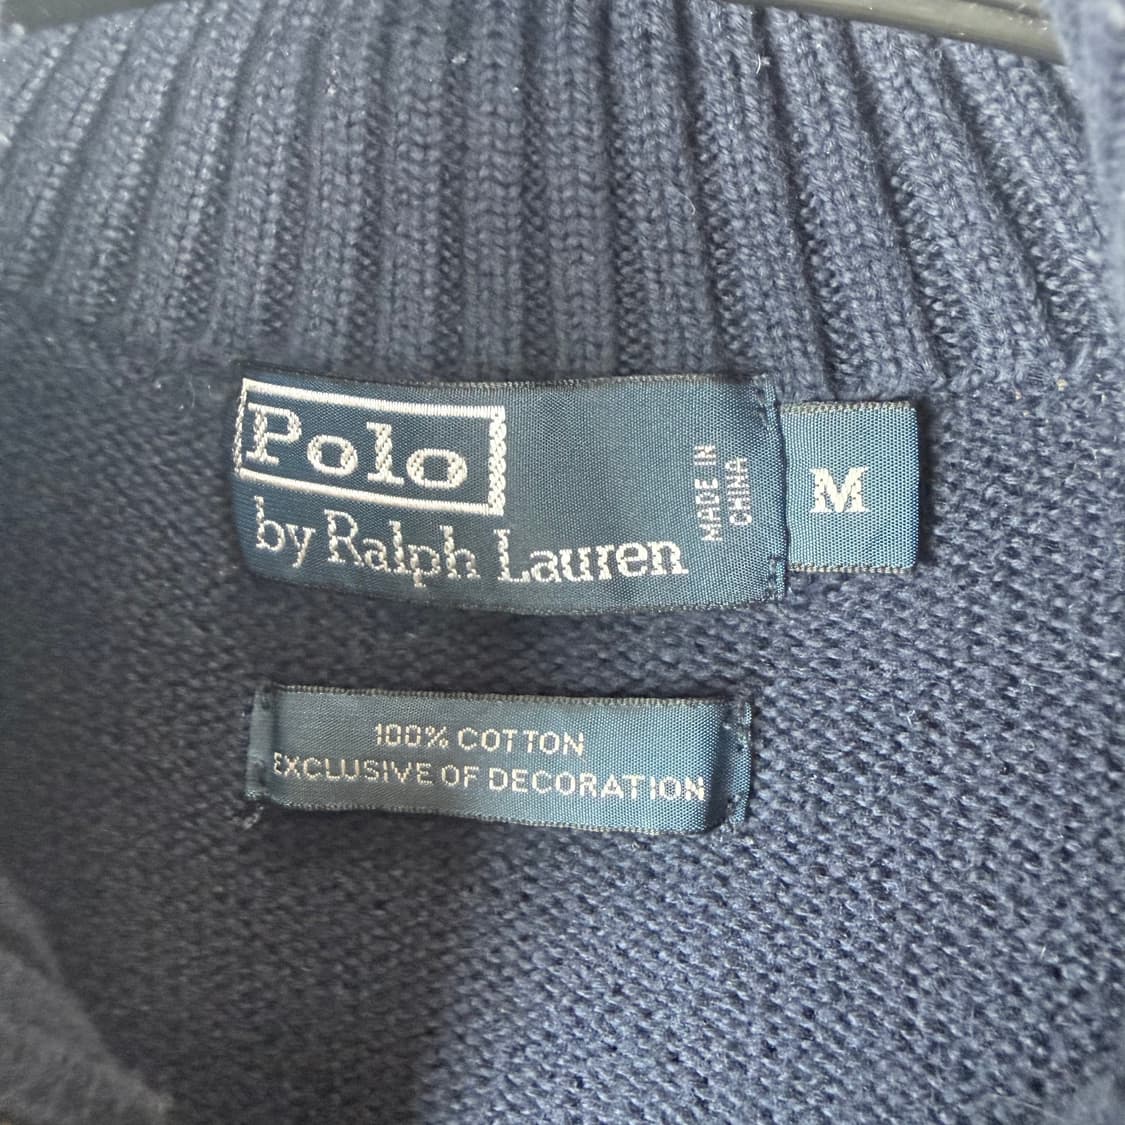 Polo
by Ralph Lauren
MADE IN
CHINA
M
100% COTTON
EXCLUSIVE OF DECORATION